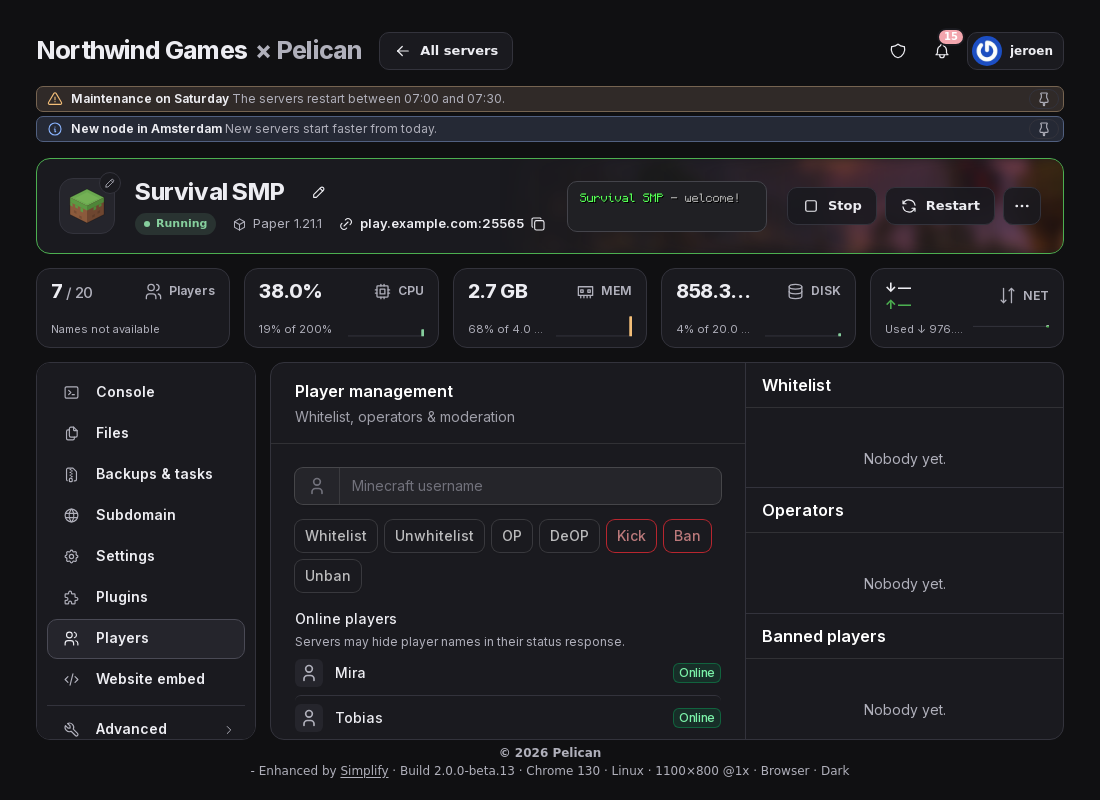 Northwind Games × Pelican
All servers
15
jeroen
Maintenance on Saturday The servers restart between 07:00 and 07:30.
New node in Amsterdam New servers start faster from today.
Survival SMP
Running
Paper 1.21.1
play.example.com:25565
Survival SMP – welcome!
Stop
Restart
7 / 20
Players
Names not available
38.0%
CPU
19% of 200%
2.7 GB
MEM
68% of 4.0 ...
858.3...
DISK
4% of 20.0 ...
↓—
↑—
NET
Used ↓ 976....
Console
Files
Backups & tasks
Subdomain
Settings
Plugins
Players
Website embed
Advanced
Player management
Whitelist, operators & moderation
Minecraft username
Whitelist
Unwhitelist
OP
DeOP
Kick
Ban
Unban
Online players
Servers may hide player names in their status response.
Mira
Online
Tobias
Online
Whitelist
Nobody yet.
Operators
Nobody yet.
Banned players
Nobody yet.
© 2026 Pelican
- Enhanced by Simplify · Build 2.0.0-beta.13 · Chrome 130 · Linux · 1100×800 @1x · Browser · Dark